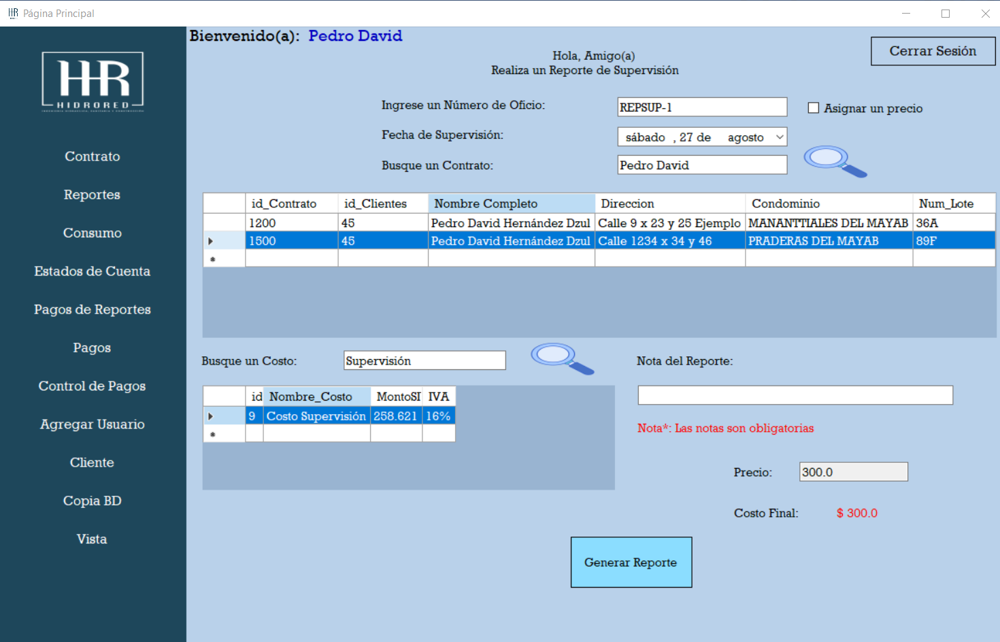 HR Página Principal
Bienvenido(a): Pedro David
Cerrar Sesión
Hola, Amigo(a)
Realiza un Reporte de Supervisión
HR
HIDRORED
Contrato
Reportes
Consumo
Estados de Cuenta
Pagos de Reportes
Pagos
Control de Pagos
Agregar Usuario
Cliente
Copia BD
Vista
Ingrese un Número de Oficio: REPSUP-1
Asignar un precio
Fecha de Supervisión: sábado , 27 de agosto
Busque un Contrato: Pedro David
id_Contrato id_Clientes Nombre Completo Direccion Condominio Num_Lote
1200 45 Pedro David Hernández Dzul Calle 9 x 23 y 25 Ejemplo MANANTTIALES DEL MAYAB 36A
1500 45 Pedro David Hernández Dzul Calle 1234 x 34 y 46 PRADERAS DEL MAYAB 89F
Busque un Costo: Supervisión
id Nombre_Costo MontoSI IVA
9 Costo Supervisión 258.621 16%
Nota del Reporte:
Nota*: Las notas son obligatorias
Precio: 300.0
Costo Final: $ 300.0
Generar Reporte